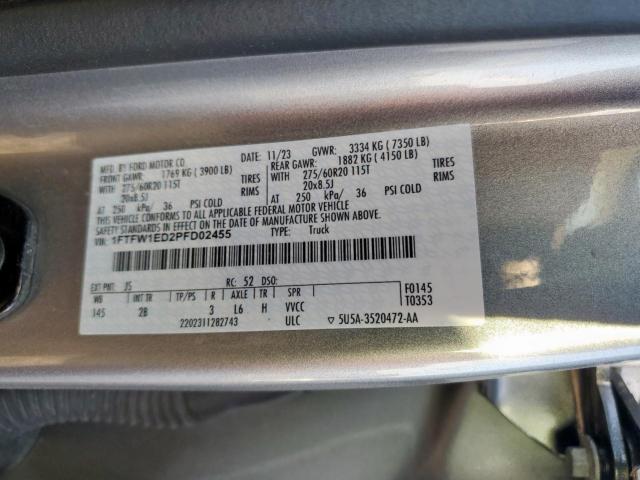 MFD. BY FORD MOTOR CO.
11/23 GVWR: 3334 KG ( 7350 LB)
FRONT GAWR: 1769 KG ( 3900 LB)
REAR GAWR: 1882 KG ( 4150 LB)
WITH 275/60R20 115T TIRES
WITH 275/60R20 115T TIRES
20x8.5J RIMS
20x8.5J RIMS
AT 250 kPa/ 36 PSI COLD
AT 250 kPa/ 36 PSI COLD
THIS VEHICLE CONFORMS TO ALL APPLICABLE FEDERAL MOTOR VEHICLE
SAFETY, BUMPER, AND THEFT PREVENTION STANDARDS IN EFFECT ON THE DATE OF MANUFACTURE SHOWN ABOVE.
VIN: 1FTFW1ED2PFD02455 TYPE: Truck
EXT PNT: JS RC: 52 DSO:
WB INT TR TP/PS R AXLE TR SPR
145 2B 3 L6 H VVCC
2202311282743 ULC
F0145
T0353
▽ 5U5A-3520472-AA